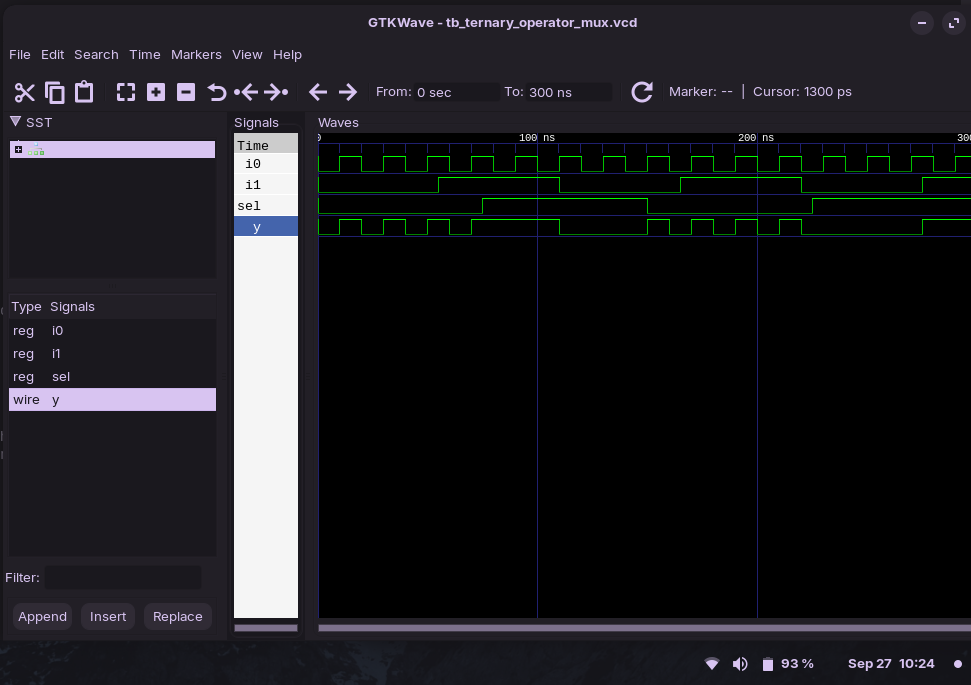 GTKWave - tb_ternary_operator_mux.vcd
File Edit Search Time Markers View Help
From: 0 sec To: 300 ns Marker: -- | Cursor: 1300 ps
SST
Signals
Waves
Time
0 100 ns 200 ns 300
i0
i1
sel
y
Type Signals
reg i0
reg i1
reg sel
wire y
Filter:
Append Insert Replace
93 % Sep 27 10:24